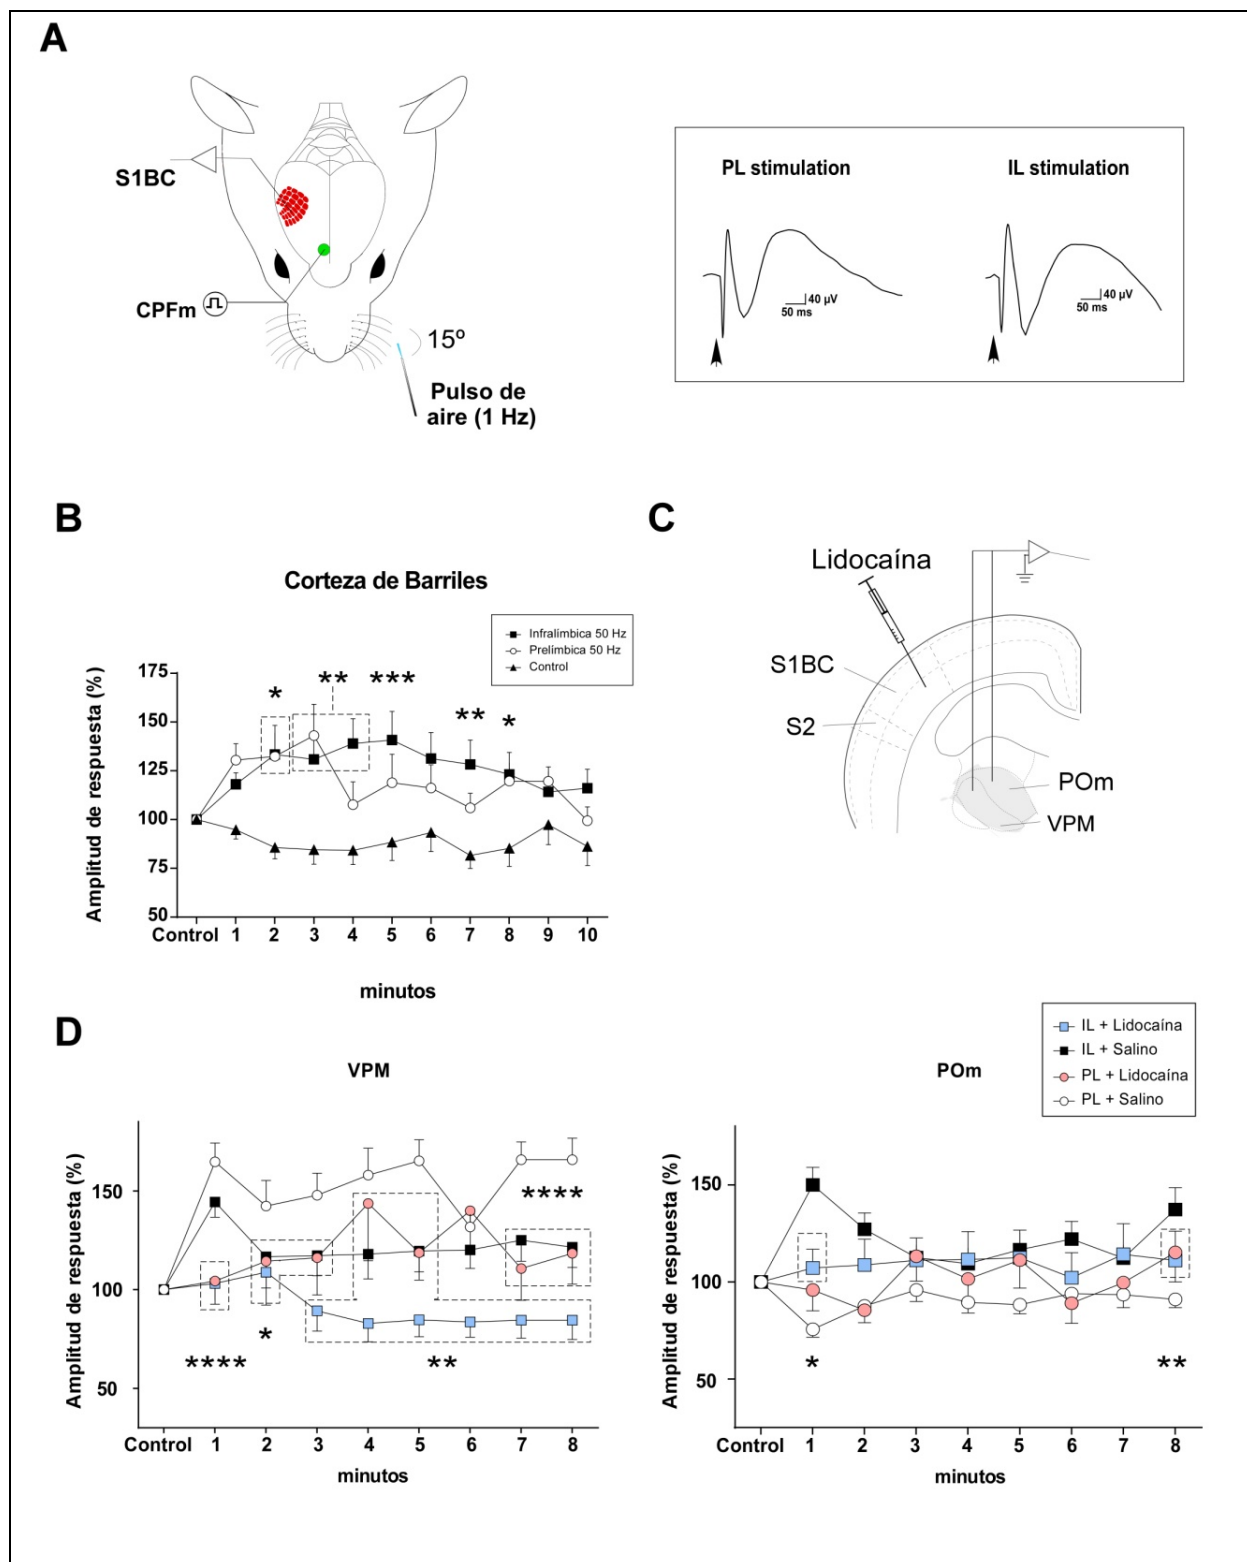 A
S1BC
CPFm
15º
Pulso de
aire (1 Hz)
PL stimulation
IL stimulation
40 µV
50 ms
40 µV
50 ms
B
Corteza de Barriles
Infralímbica 50 Hz
Prelímbica 50 Hz
Control
Amplitud de respuesta (%)
175
150
125
100
75
50
* ** *** ** *
Control 1 2 3 4 5 6 7 8 9 10
minutos
C
Lidocaína
S1BC
S2
POm
VPM
D
VPM
Amplitud de respuesta (%)
150
100
50
****
*
**** **
Control 1 2 3 4 5 6 7 8
minutos
IL + Lidocaína
IL + Salino
PL + Lidocaína
PL + Salino
POm
Amplitud de respuesta (%)
150
100
50
* **
Control 1 2 3 4 5 6 7 8
minutos